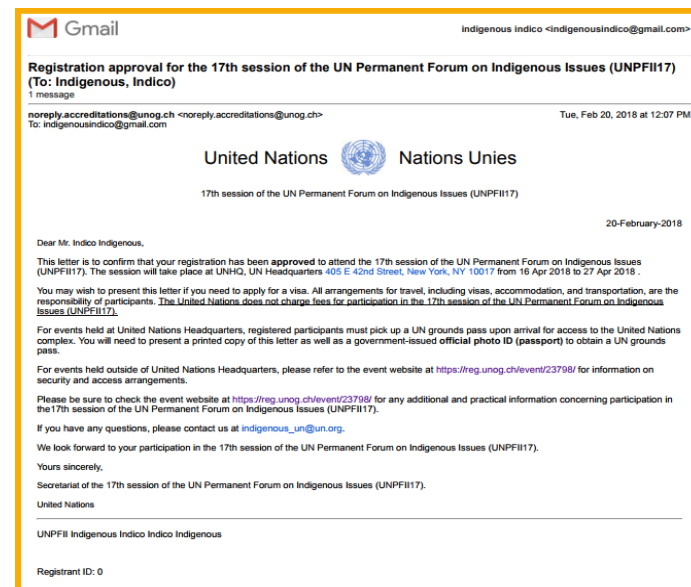 Gmail
indigenous indico <indigenousindico@gmail.com>
Registration approval for the 17th session of the UN Permanent Forum on Indigenous Issues (UNPFII17)
(To: Indigenous, Indico)
1 message
noreply.accreditations@unog.ch <noreply.accreditations@unog.ch>
Tue, Feb 20, 2018 at 12:07 PM
To: indigenousindico@gmail.com
United Nations Nations Unies
17th session of the UN Permanent Forum on Indigenous Issues (UNPFII17)
20-February-2018
Dear Mr. Indico Indigenous,
This letter is to confirm that your registration has been approved to attend the 17th session of the UN Permanent Forum on Indigenous Issues
(UNPFII17). The session will take place at UNHQ, UN Headquarters 405 E 42nd Street, New York, NY 10017 from 16 Apr 2018 to 27 Apr 2018 .
You may wish to present this letter if you need to apply for a visa. All arrangements for travel, including visas, accommodation, and transportation, are the
responsibility of participants. The United Nations does not charge fees for participation in the 17th session of the UN Permanent Forum on Indigenous
Issues (UNPFII17).
For events held at United Nations Headquarters, registered participants must pick up a UN grounds pass upon arrival for access to the United Nations
complex. You will need to present a printed copy of this letter as well as a government-issued official photo ID (passport) to obtain a UN grounds
pass.
For events held outside of United Nations Headquarters, please refer to the event website at https://reg.unog.ch/event/23798/ for information on
security and access arrangements.
Please be sure to check the event website at https://reg.unog.ch/event/23798/ for any additional and practical information concerning participation in
the17th session of the UN Permanent Forum on Indigenous Issues (UNPFII17).
If you have any questions, please contact us at indigenous_un@un.org.
We look forward to your participation in the 17th session of the UN Permanent Forum on Indigenous Issues (UNPFII17).
Yours sincerely,
Secretariat of the 17th session of the UN Permanent Forum on Indigenous Issues (UNPFII17).
United Nations
UNPFII Indigenous Indico Indico Indigenous
Registrant ID: 0